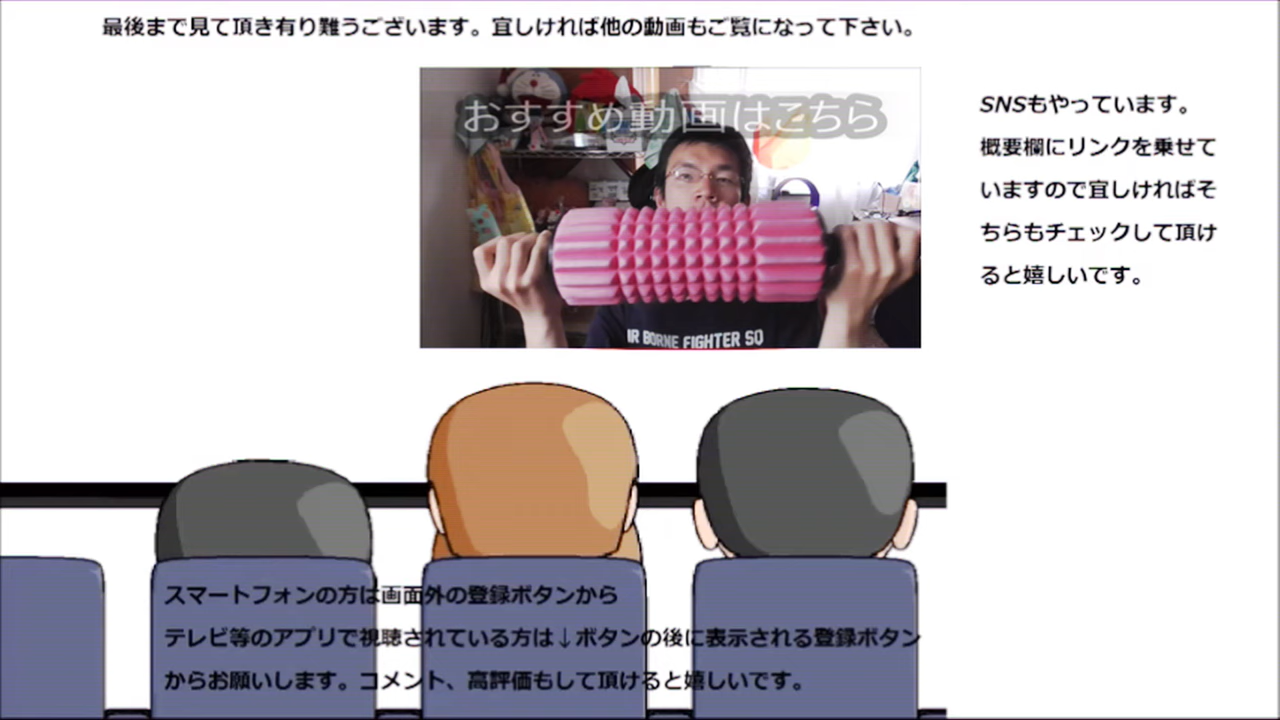 最後まで見て頂き有り難うございます。宜しければ他の動画もご覧になって下さい。
おすすめ動画はこちら
IR BORNE FIGHTER SQ
SNSもやっています。
概要欄にリンクを乗せて
いますので宜しければそ
ちらもチェックして頂け
ると嬉しいです。
スマートフォンの方は画面外の登録ボタンから
テレビ等のアプリで視聴されている方は↓ボタンの後に表示される登録ボタン
からお願いします。コメント、高評価もして頂けると嬉しいです。